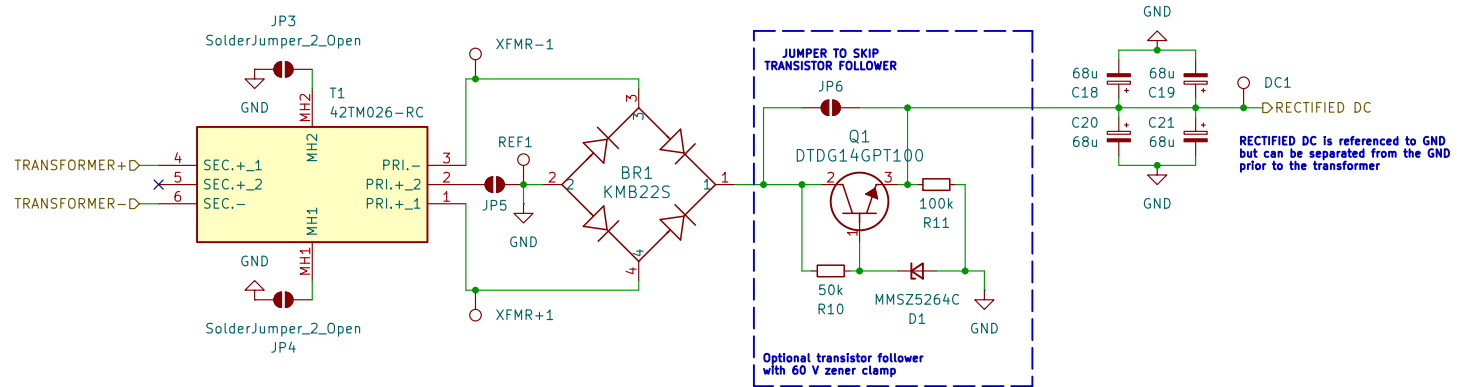 JP3
SolderJumper_2_Open
GND
MH2
T1
42TM026-RC
MH2
TRANSFORMER+
4
SEC.+_1
PRI.-
3
5
SEC.+_2
PRI.+_2
2
TRANSFORMER-
6
SEC.-
PRI.+_1
1
MH1
MH1
GND
SolderJumper_2_Open
JP4
XFMR-1
REF1
JP5
GND
XFMR+1
3
3
2
2
BR1
KMB22S
1
1
4
4
JUMPER TO SKIP
TRANSISTOR FOLLOWER
JP6
Q1
DTDG14GPT100
2
3
1
100k
R11
50k
R10
MMSZ5264C
D1
GND
Optional transistor follower
with 60 V zener clamp
GND
68u
C18
+
68u
C19
+
C20
68u
+
C21
68u
+
GND
DC1
RECTIFIED DC
RECTIFIED DC is referenced to GND
but can be separated from the GND
prior to the transformer